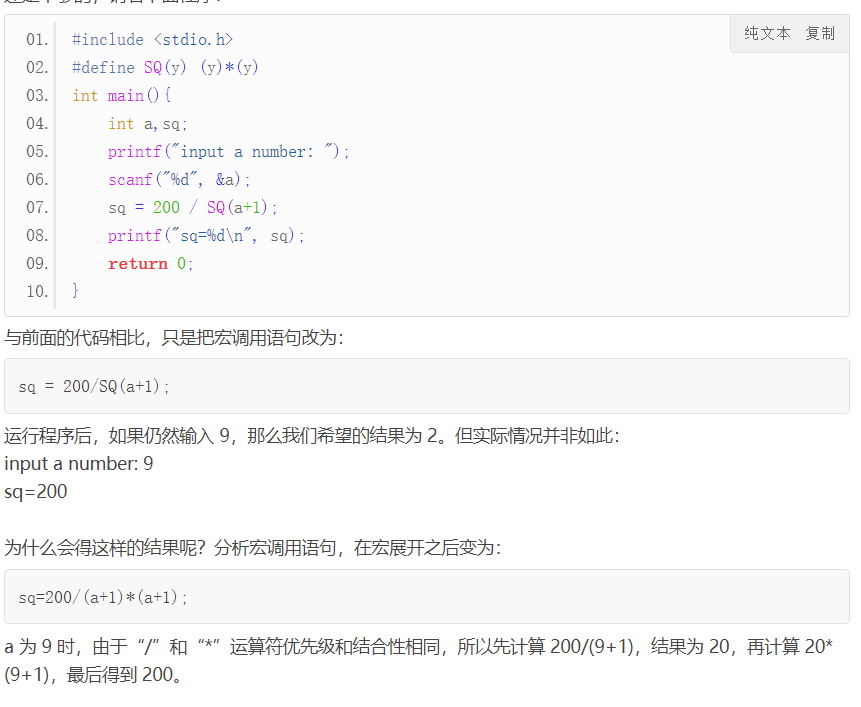 纯文本 复制
01. #include <stdio.h>
02. #define SQ(y) (y)*(y)
03. int main(){
04. int a,sq;
05. printf("input a number: ");
06. scanf("%d", &a);
07. sq = 200 / SQ(a+1);
08. printf("sq=%d\n", sq);
09. return 0;
10. }
与前面的代码相比，只是把宏调用语句改为：
sq = 200/SQ(a+1);
运行程序后，如果仍然输入 9，那么我们希望的结果为 2。但实际情况并非如此：
input a number: 9
sq=200
为什么会得这样的结果呢？分析宏调用语句，在宏展开之后变为：
sq=200/(a+1)*(a+1);
a 为 9 时，由于“/”和“*”运算符优先级和结合性相同，所以先计算 200/(9+1)，结果为 20，再计算 20*
(9+1)，最后得到 200。